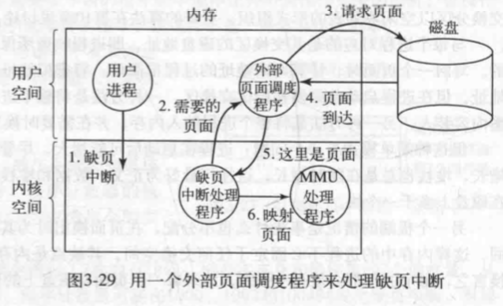 内存
3. 请求页面
磁盘
用户
空间
用户
进程
外部
页面调度
程序
2. 需要的
页面
4. 页面
到达
1. 缺页
中断
5. 这里是页面
缺页
中断处理
程序
MMU
处理
程序
内核
空间
6. 映射
页面
图3-29 用一个外部页面调度程序来处理缺页中断